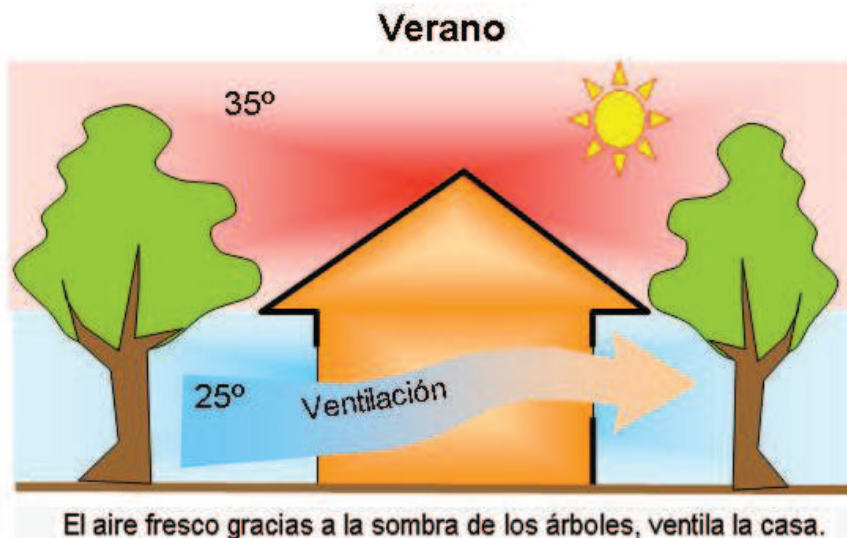 Verano
35º
25º
Ventilación
El aire fresco gracias a la sombra de los árboles, ventila la casa.